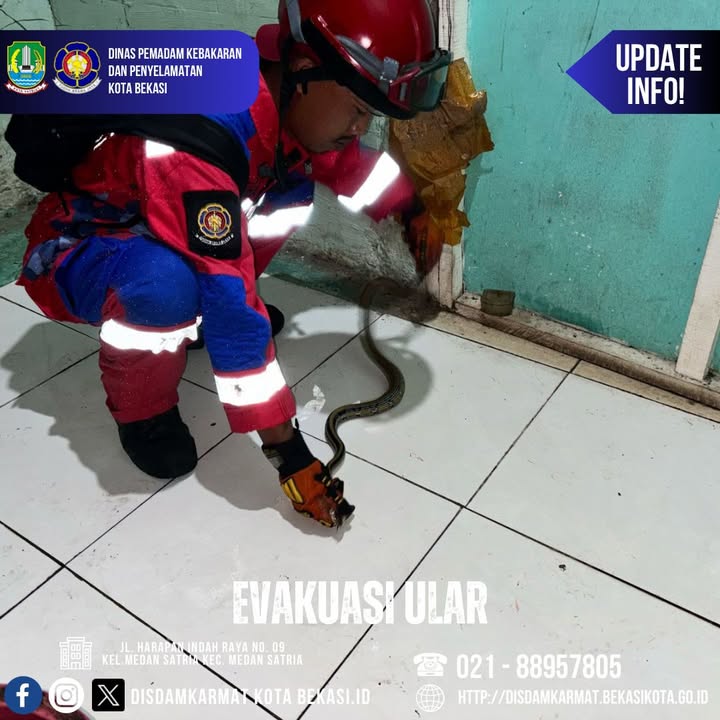 DINAS PEMADAM KEBAKARAN
DAN PENYELAMATAN
KOTA BEKASI
UPDATE
INFO!
EVAKUASI ULAR
JL. HARAPAN INDAH RAYA NO. 09
KEL.MEDAN SATRIA KEC. MEDAN SATRIA
021 - 88957805
DISDAMKARMAT KOTA BEKASI.ID
HTTP://DISDAMKARMAT.BEKASIKOTA.GO.ID